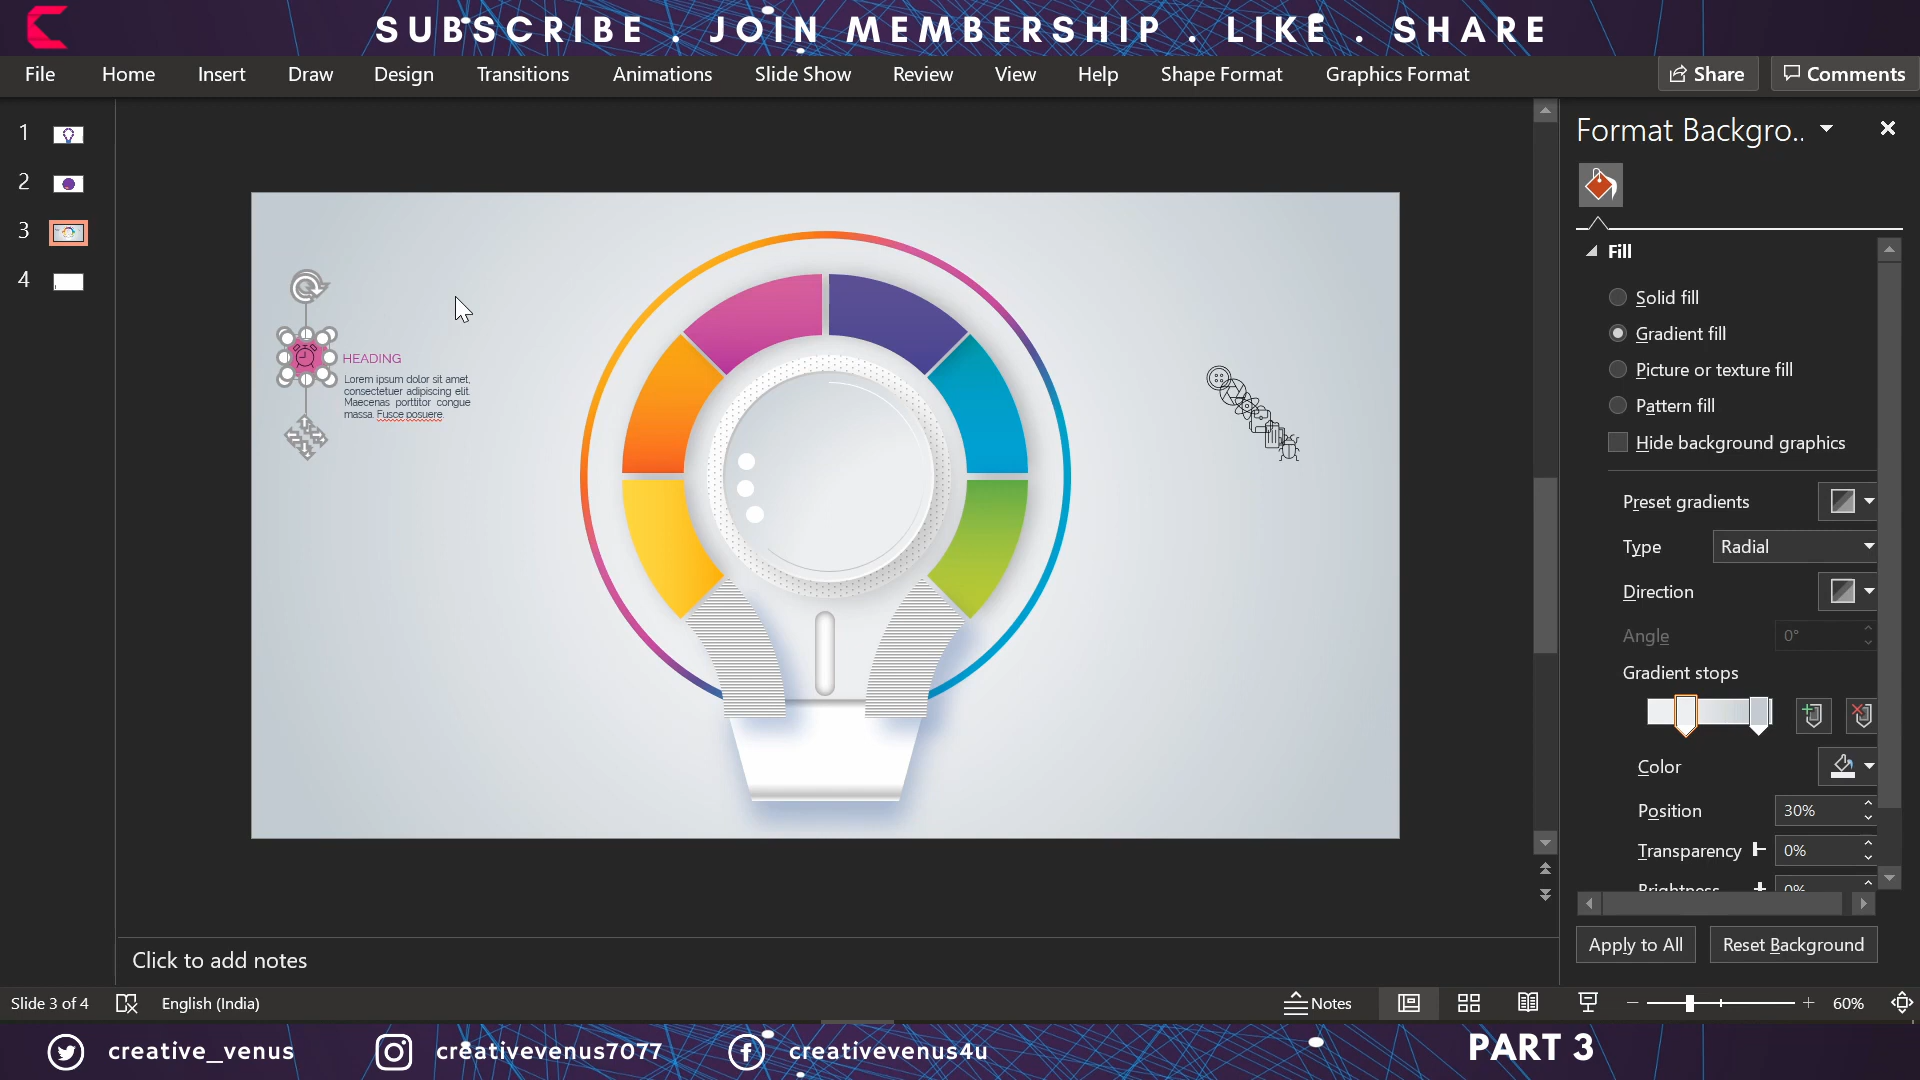 SUBSCRIBE . JOIN MEMBERSHIP . LIKE . SHARE
File Home Insert Draw Design Transitions Animations Slide Show Review View Help Shape Format Graphics Format Share Comments
1
2
3
4
HEADING
Lorem ipsum dolor sit amet,
consectetuer adipiscing elit.
Maecenas porttitor congue
massa. Fusce posuere.
Format Backgro..
Fill
Solid fill
Gradient fill
Picture or texture fill
Pattern fill
Hide background graphics
Preset gradients
Type Radial
Direction
Angle 0°
Gradient stops
Color
Position 30%
Transparency 0%
Brightness 0%
Apply to All Reset Background
Click to add notes
Slide 3 of 4 English (India) Notes 60%
creative_venus creativevenus7077 creativevenus4u PART 3